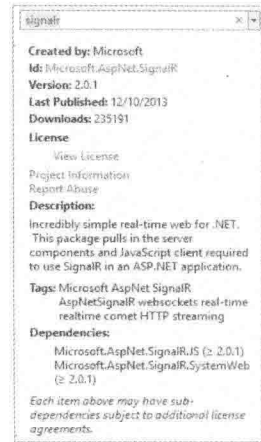 signalr
Created by: Microsoft
Id: Microsoft.AspNet.SignalR
Version: 2.0.1
Last Published: 12/10/2013
Downloads: 235191
License
View License
Project Information
Report Abuse
Description:
Incredibly simple real-time web for .NET.
This package pulls in the server
components and JavaScript client required
to use SignalR in an ASP.NET application.
Tags: Microsoft AspNet SignalR
AspNetSignalR websockets real-time
realtime comet HTTP streaming
Dependencies:
Microsoft.AspNet.SignalR.JS (≥ 2.0.1)
Microsoft.AspNet.SignalR.SystemWeb
(≥ 2.0.1)
Each item above may have sub-
dependencies subject to additional license
agreements.